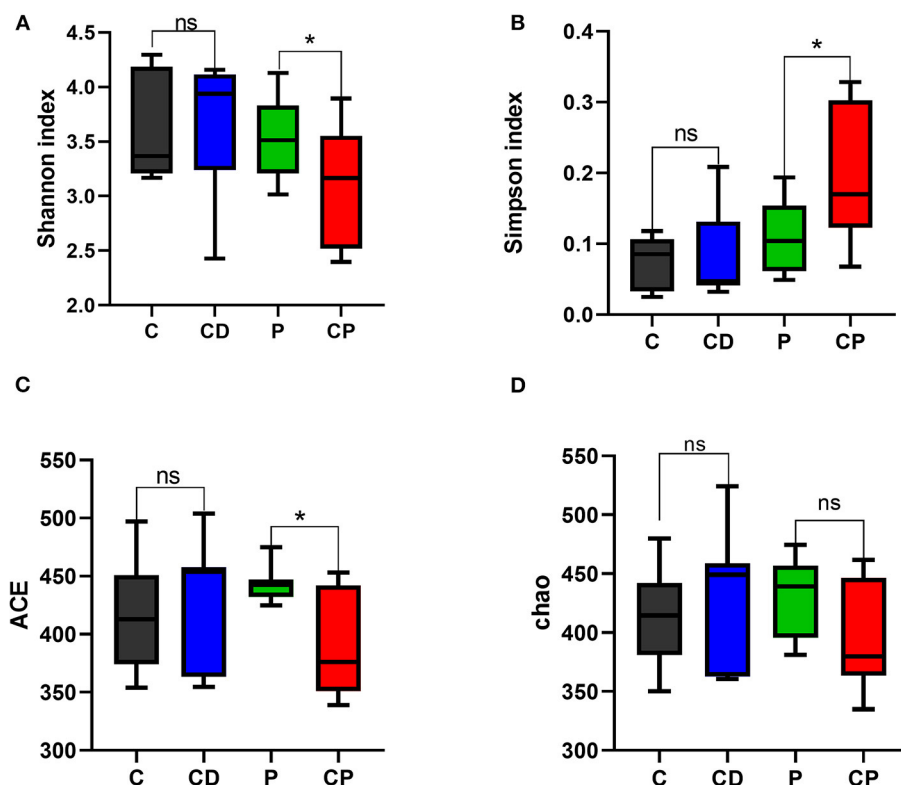 A
Shannon index
4.5
4.0
3.5
3.0
2.5
2.0
ns
*
C CD P CP
B
Simpson index
0.4
0.3
0.2
0.1
0.0
ns
*
C CD P CP
C
ACE
550
500
450
400
350
300
ns
*
C CD P CP
D
chao
550
500
450
400
350
300
ns
ns
C CD P CP